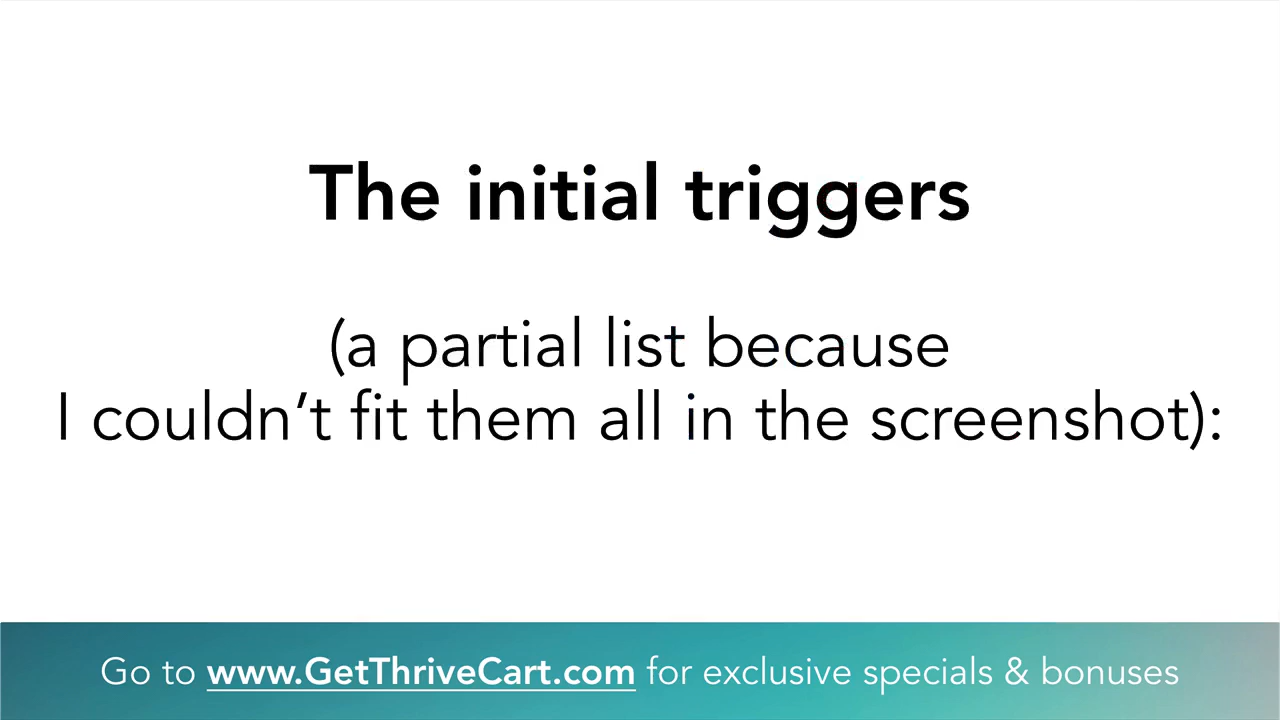 The initial triggers
(a partial list because
I couldn’t fit them all in the screenshot):
Go to www.GetThriveCart.com for exclusive specials & bonuses